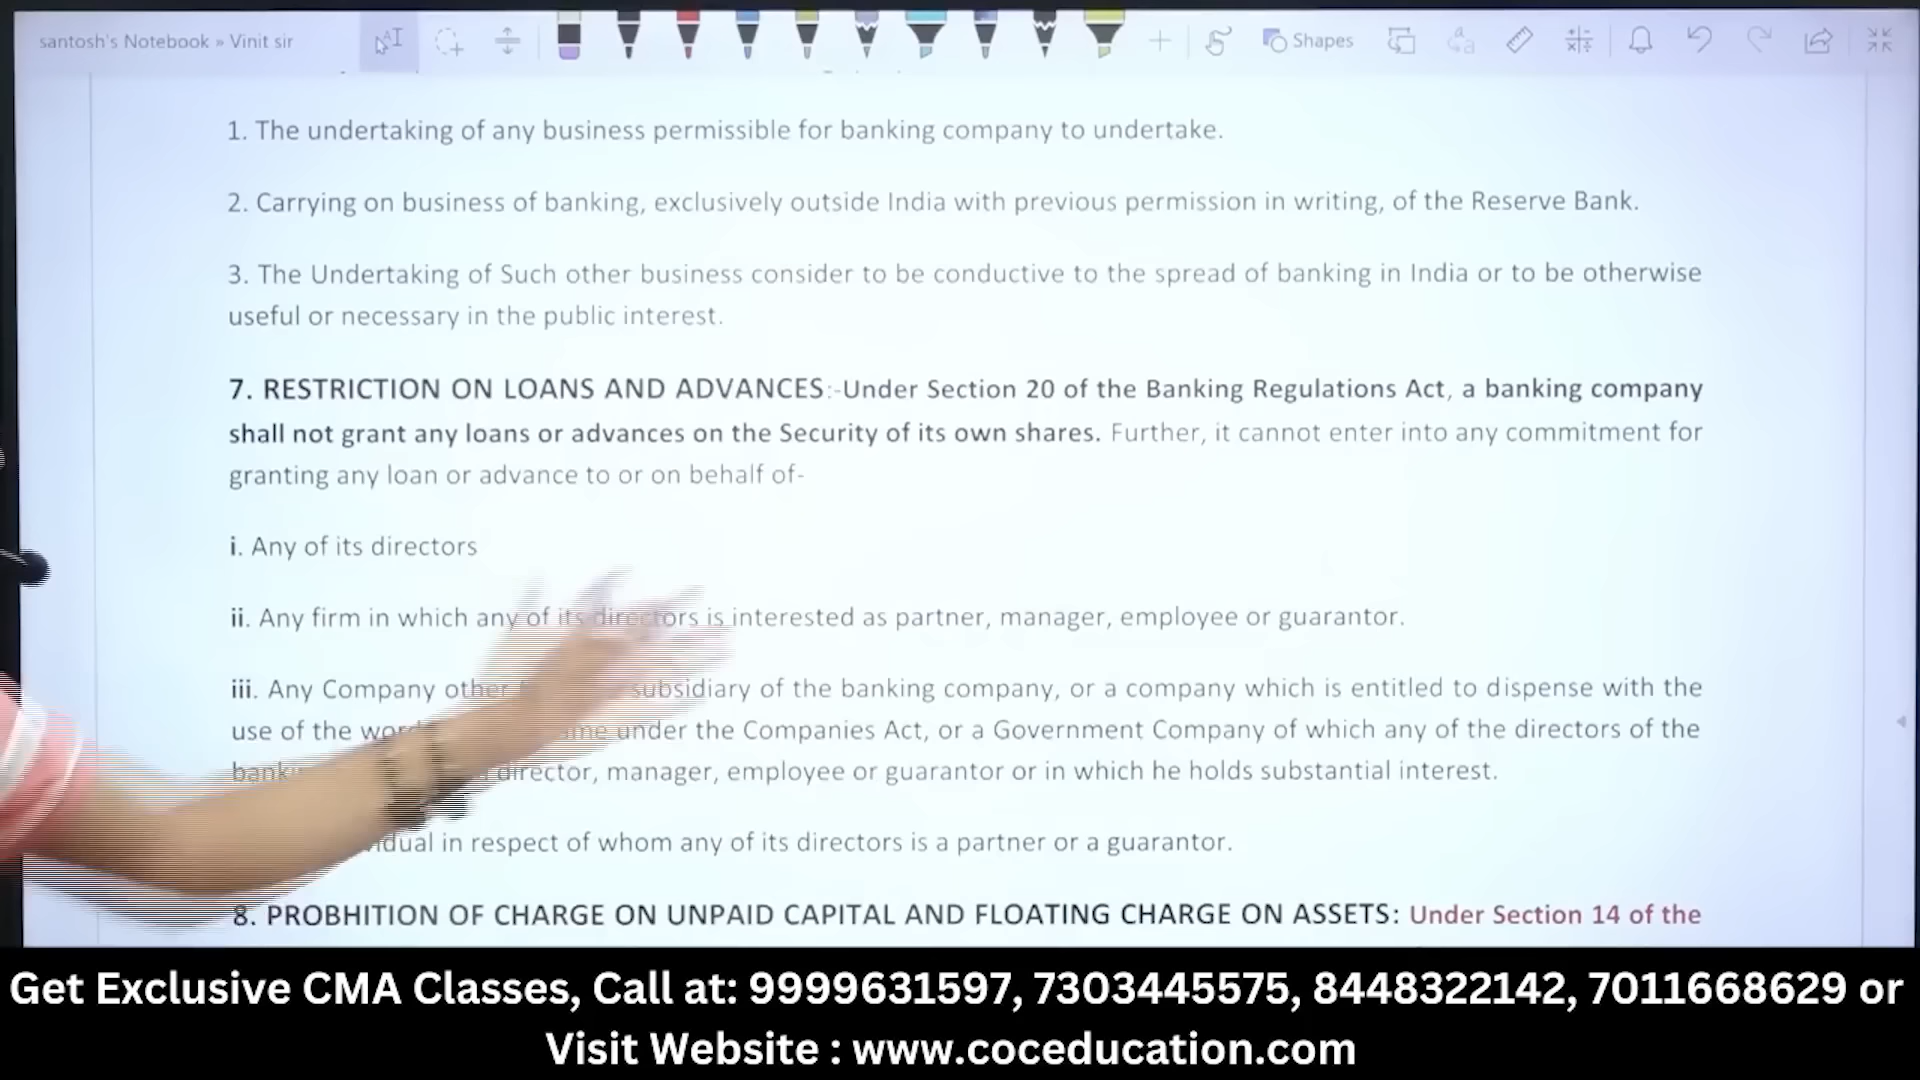 santosh's Notebook » Vinit sir
Shapes
1. The undertaking of any business permissible for banking company to undertake.
2. Carrying on business of banking, exclusively outside India with previous permission in writing, of the Reserve Bank.
3. The Undertaking of Such other business consider to be conductive to the spread of banking in India or to be otherwise
useful or necessary in the public interest.
7. RESTRICTION ON LOANS AND ADVANCES:-Under Section 20 of the Banking Regulations Act, a banking company
shall not grant any loans or advances on the Security of its own shares. Further, it cannot enter into any commitment for
granting any loan or advance to or on behalf of-
i. Any of its directors
ii. Any firm in which any of its directors is interested as partner, manager, employee or guarantor.
iii. Any Company other subsidiary of the banking company, or a company which is entitled to dispense with the
use of the under the Companies Act, or a Government Company of which any of the directors of the
director, manager, employee or guarantor or in which he holds substantial interest.
in respect of whom any of its directors is a partner or a guarantor.
8. PROBHITION OF CHARGE ON UNPAID CAPITAL AND FLOATING CHARGE ON ASSETS: Under Section 14 of the
Get Exclusive CMA Classes, Call at: 9999631597, 7303445575, 8448322142, 7011668629 or
Visit Website : www.coceducation.com